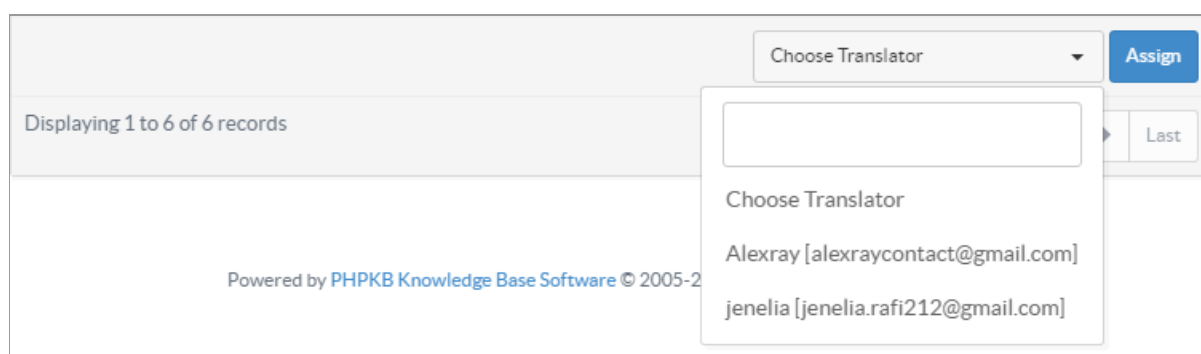 Choose Translator
Assign
Displaying 1 to 6 of 6 records
Last
Choose Translator
Alexray [alexraycontact@gmail.com]
Powered by PHPKB Knowledge Base Software © 2005-2
jenelia [jenelia.rafi212@gmail.com]